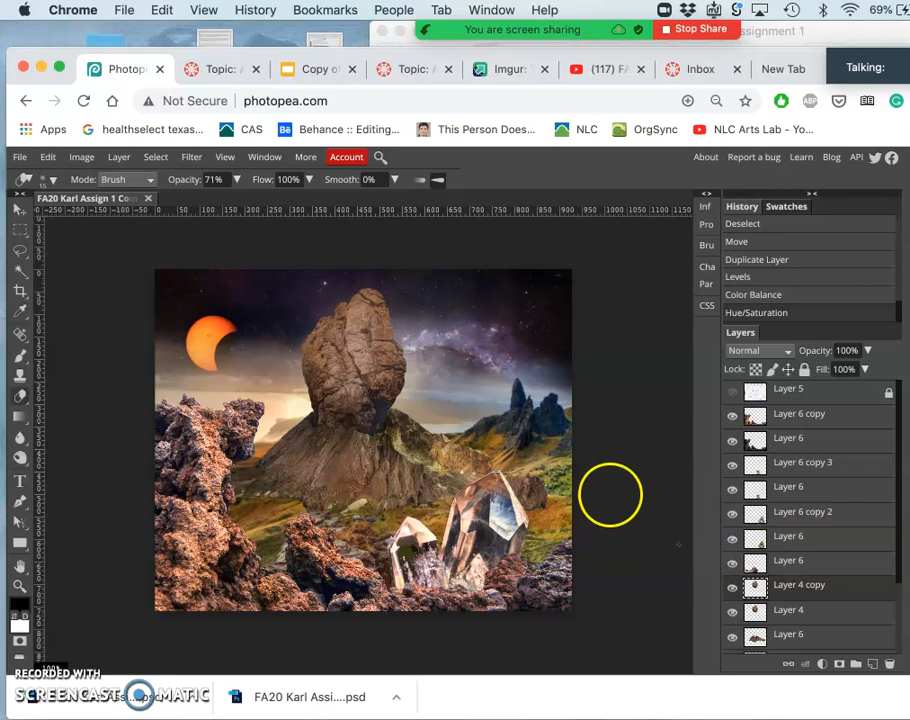 Chrome File Edit View History Bookmarks People Tab Window Help 69%
You are screen sharing Stop Share ssignment 1
Photop Topic: A Copy of Topic: A Imgur: T (117) FA Inbox New Tab Talking:
Not Secure photopea.com
Apps healthselect texas... CAS Behance :: Editing... This Person Does... NLC OrgSync NLC Arts Lab - Yo...
File Edit Image Layer Select Filter View Window More Account About Report a bug Learn Blog API
15 Mode: Brush Opacity: 71% Flow: 100% Smooth: 0%
FA20 Karl Assign 1 Com
-250 -200 -150 -100 -50 0 50 100 150 200 250 300 350 400 450 500 550 600 650 700 750 800 850 900 950 1000 1050 1100 1150
Inf
Pro
Bru
Cha
Par
CSS
History Swatches
Deselect
Move
Duplicate Layer
Levels
Color Balance
Hue/Saturation
Layers
Normal Opacity: 100%
Lock: Fill: 100%
Layer 5
Layer 6 copy
Layer 6
Layer 6 copy 3
Layer 6
Layer 6 copy 2
Layer 6
Layer 6
Layer 4 copy
Layer 4
Layer 6
RECORDED WITH
SCREENCAST MATIC
FA20 Karl Assi....psd